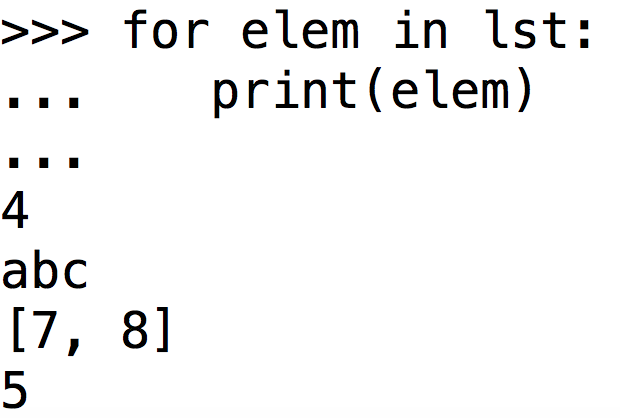 >>> for elem in lst:
...    print(elem)
...
4
abc
[7, 8]
5